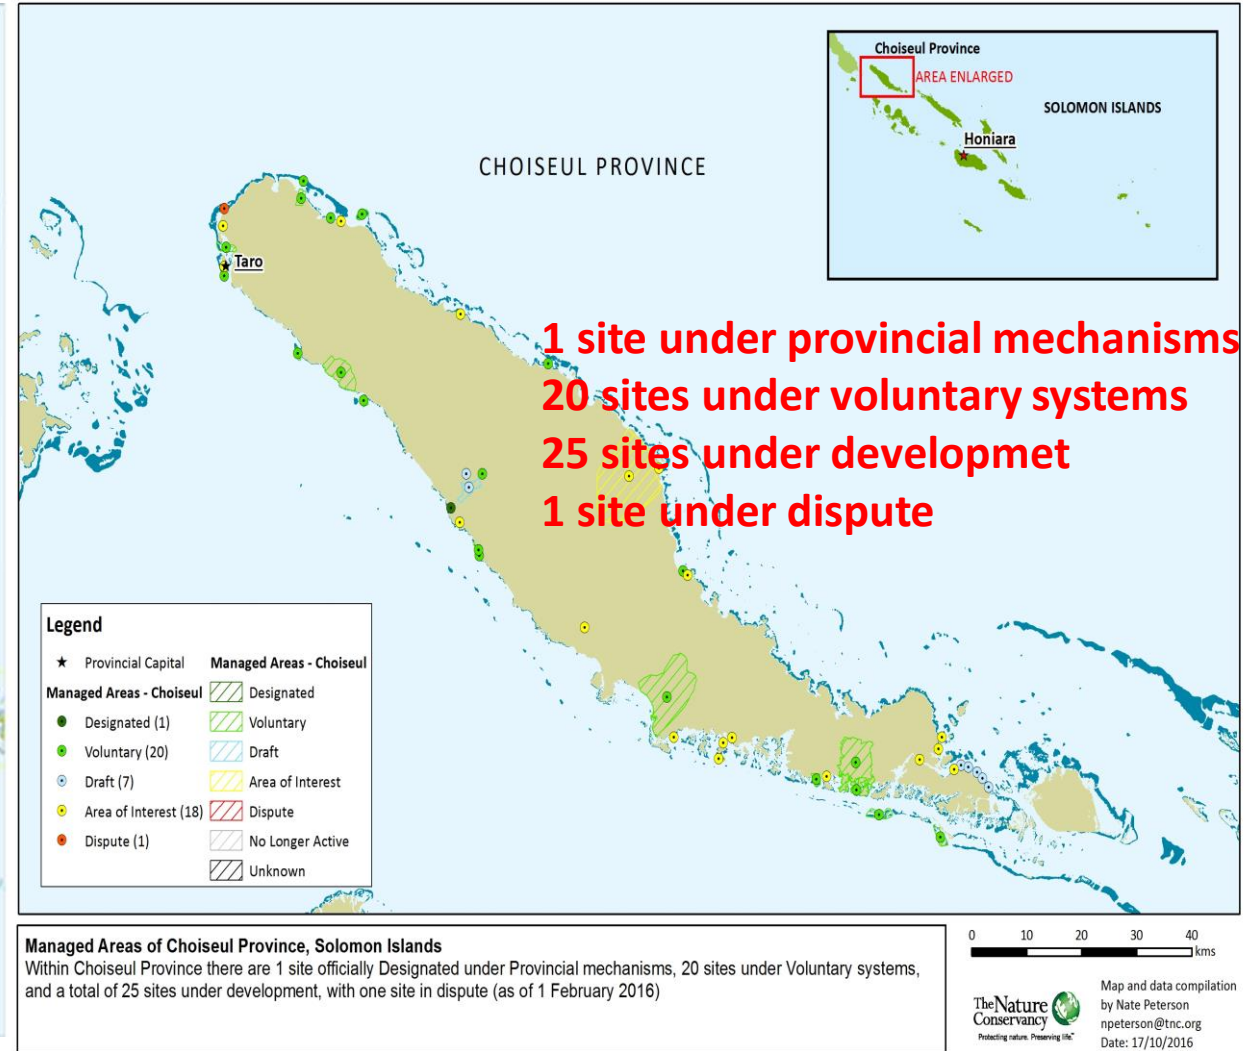 Choiseul Province
AREA ENLARGED
SOLOMON ISLANDS
Honiara
CHOISEUL PROVINCE
Taro
1 site under provincial mechanisms
20 sites under voluntary systems
25 sites under developmet
1 site under dispute
Legend
Provincial Capital
Managed Areas - Choiseul
Designated (1)
Voluntary (20)
Draft (7)
Area of Interest (18)
Dispute (1)
Managed Areas - Choiseul
Designated
Voluntary
Draft
Area of Interest
Dispute
No Longer Active
Unknown
Managed Areas of Choiseul Province, Solomon Islands
Within Choiseul Province there are 1 site officially Designated under Provincial mechanisms, 20 sites under Voluntary systems,
and a total of 25 sites under development, with one site in dispute (as of 1 February 2016)
0 10 20 30 40
kms
The Nature
Conservancy
Protecting nature. Preserving life.™
Map and data compilation
by Nate Peterson
npeterson@tnc.org
Date: 17/10/2016